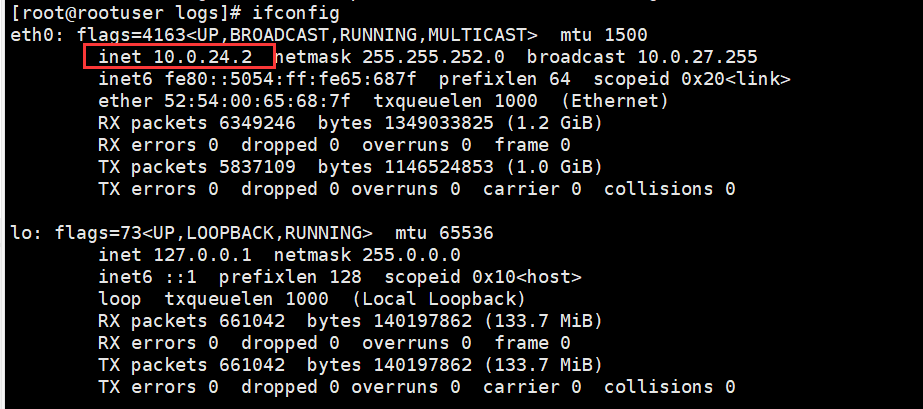 [root@rootuser logs]# ifconfig
eth0: flags=4163<UP,BROADCAST,RUNNING,MULTICAST>  mtu 1500
        inet 10.0.24.2  netmask 255.255.252.0  broadcast 10.0.27.255
        inet6 fe80::5054:ff:fe65:687f  prefixlen 64  scopeid 0x20<link>
        ether 52:54:00:65:68:7f  txqueuelen 1000  (Ethernet)
        RX packets 6349246  bytes 1349033825 (1.2 GiB)
        RX errors 0  dropped 0  overruns 0  frame 0
        TX packets 5837109  bytes 1146524853 (1.0 GiB)
        TX errors 0  dropped 0 overruns 0  carrier 0  collisions 0

lo: flags=73<UP,LOOPBACK,RUNNING>  mtu 65536
        inet 127.0.0.1  netmask 255.0.0.0
        inet6 ::1  prefixlen 128  scopeid 0x10<host>
        loop  txqueuelen 1000  (Local Loopback)
        RX packets 661042  bytes 140197862 (133.7 MiB)
        RX errors 0  dropped 0  overruns 0  frame 0
        TX packets 661042  bytes 140197862 (133.7 MiB)
        TX errors 0  dropped 0 overruns 0  carrier 0  collisions 0